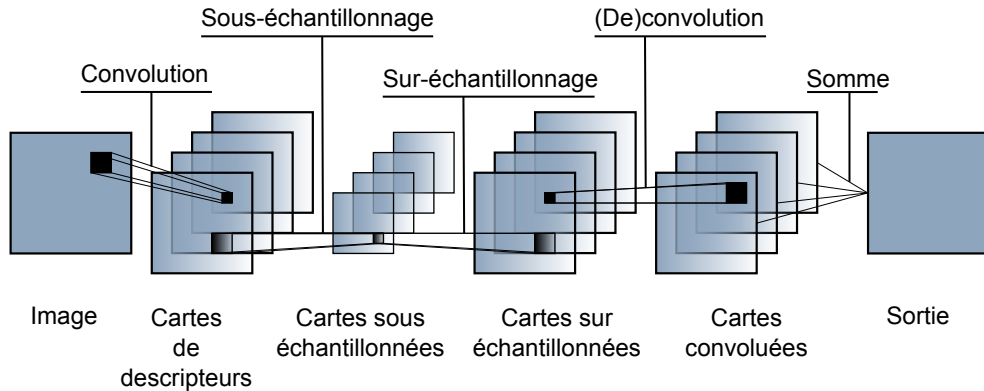 Sous-échantillonnage
(De)convolution
Convolution
Sur-échantillonnage
Somme
Image
Cartes
de
descripteurs
Cartes sous
échantillonnées
Cartes sur
échantillonnées
Cartes
convoluées
Sortie